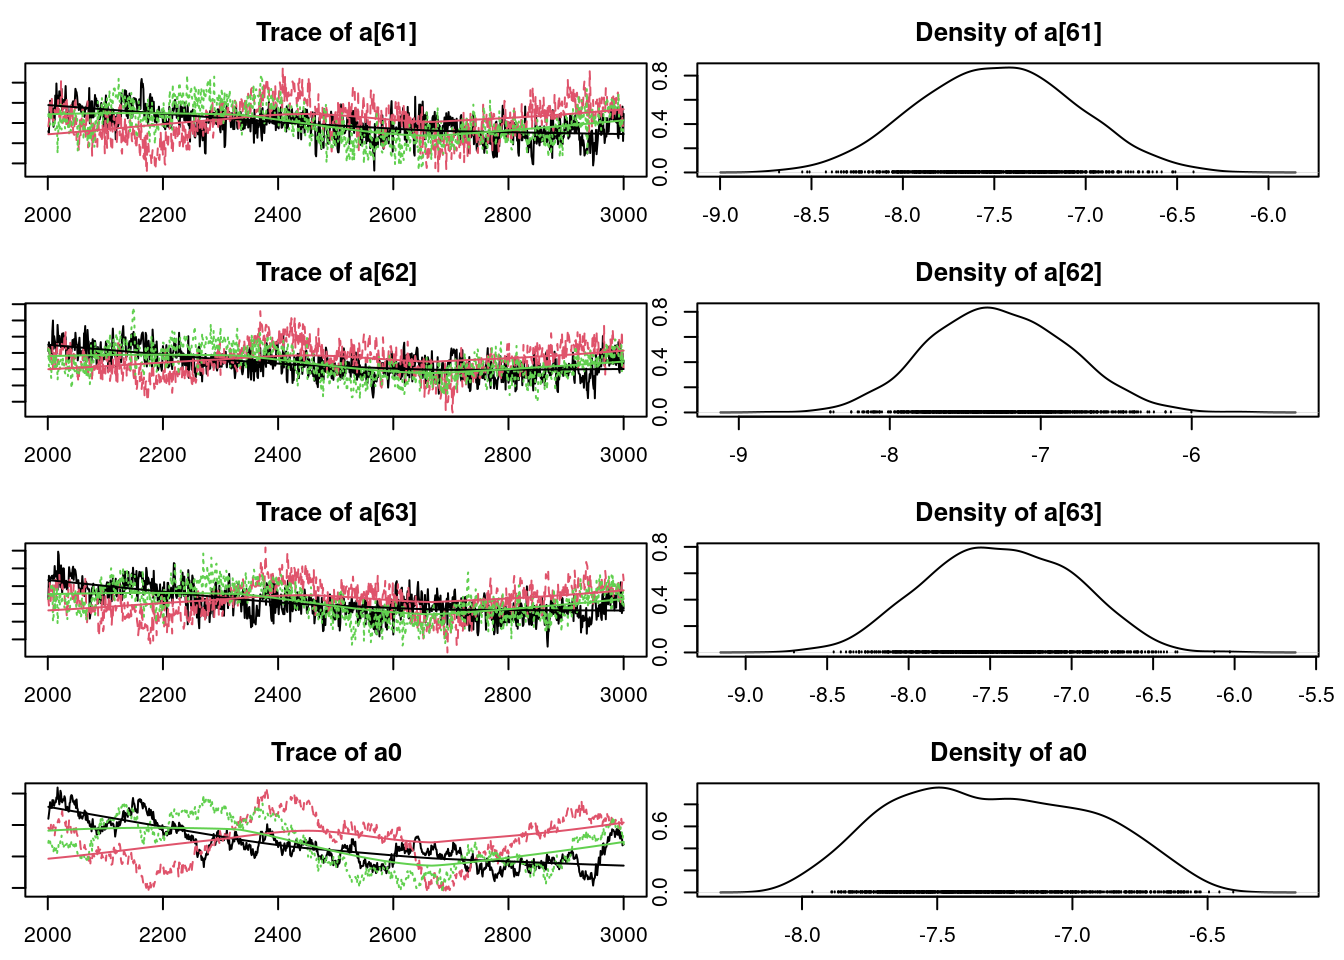 Trace of a[61]
Density of a[61]
0.0 0.4 0.8
2000 2200 2400 2600 2800 3000
-9.0 -8.5 -8.0 -7.5 -7.0 -6.5 -6.0
Trace of a[62]
Density of a[62]
0.0 0.4 0.8
2000 2200 2400 2600 2800 3000
-9 -8 -7 -6
Trace of a[63]
Density of a[63]
0.0 0.4 0.8
2000 2200 2400 2600 2800 3000
-9.0 -8.5 -8.0 -7.5 -7.0 -6.5 -6.0 -5.5
Trace of a0
Density of a0
0.0 0.6
2000 2200 2400 2600 2800 3000
-8.0 -7.5 -7.0 -6.5